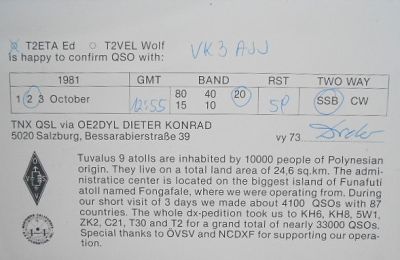 T2ETA Ed T2VEL Wolf
is happy to confirm QSO with: VK3AJJ
1981 GMT BAND RST TWO WAY
80 40 20
1 2 3 October 12:55 15 10 59 SSB CW
TNX QSL via OE2DYL DIETER KONRAD
5020 Salzburg, Bessarabierstraße 39 vy 73
Tuvalus 9 atolls are inhabited by 10000 people of Polynesian
origin. They live on a total land area of 24,6 sq.km. The admi-
nistratice center is located on the biggest island of Funafuti
atoll named Fongafale, where we were operating from. During
our short visit of 3 days we made about 4100 QSOs with 87
countries. The whole dx-pedition took us to KH6, KH8, 5W1,
ZK2, C21, T30 and T2 for a grand total of nearly 33000 QSOs.
Special thanks to ÖVSV and NCDXF for supporting our opera-
tion.